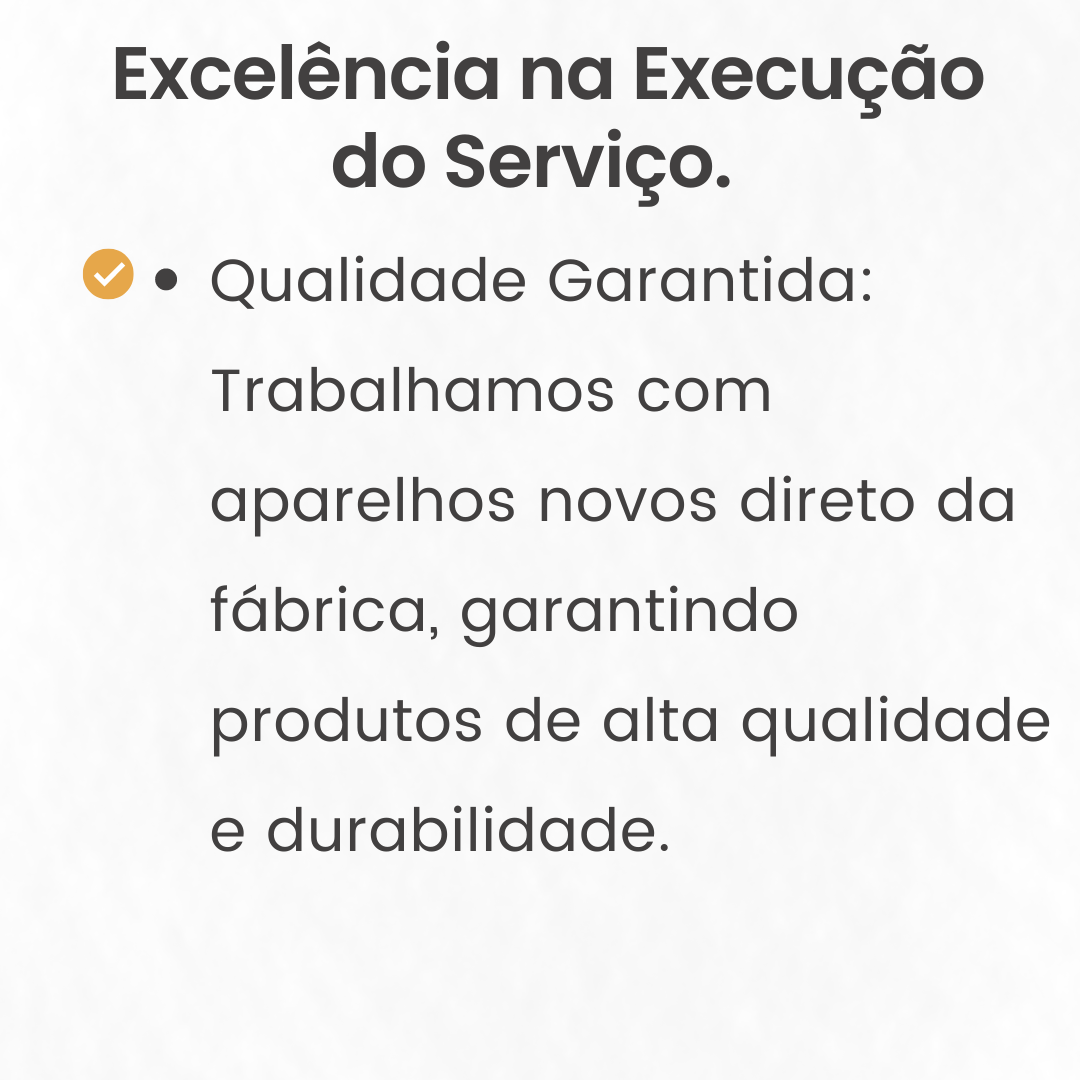 Excelência na Execução
do Serviço.
• Qualidade Garantida:
Trabalhamos com
aparelhos novos direto da
fábrica, garantindo
produtos de alta qualidade
e durabilidade.